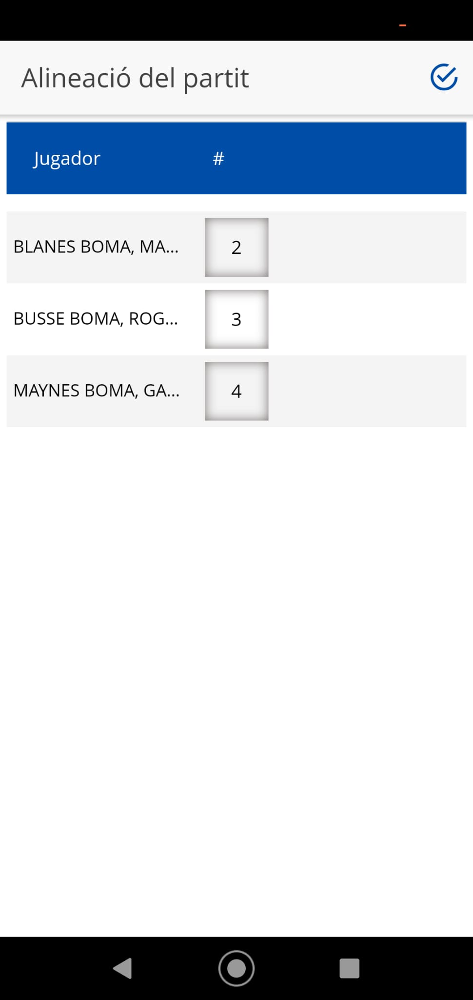 Alineació del partit
Jugador #
BLANES BOMA, MA... 2
BUSSE BOMA, ROG... 3
MAYNES BOMA, GA... 4